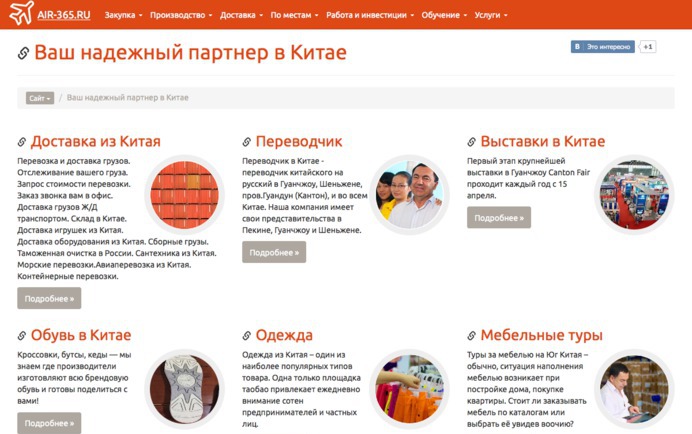 AIR-365.RU
Закупка Производство Доставка По местам Работа и инвестиции Обучение Услуги
Ваш надежный партнер в Китае
В Это интересно +1
Сайт / Ваш надежный партнер в Китае
Доставка из Китая
Перевозка и доставка грузов.
Отслеживание вашего груза.
Запрос стоимости перевозки.
Заказ звонка вам в офис.
Доставка грузов Ж/Д
транспортом. Склад в Китае.
Доставка игрушек из Китая.
Доставка оборудования из Китая. Сборные грузы.
Таможенная очистка в России. Сантехника из Китая.
Морские перевозки.Авиаперевозка из Китая.
Контейнерные перевозки.
Подробнее »
Переводчик
Переводчик в Китае -
переводчик китайского на
русский в Гуанчжоу, Шеньжене,
пров.Гуандун (Кантон), и во всем
Китае. Наша компания имеет
свои представительства в
Пекине, Гуанчжоу и Шеньжене.
Подробнее »
Выставки в Китае
Первый этап крупнейшей
выставки в Гуанчжоу Canton Fair
проходит каждый год с 15
апреля.
Подробнее »
Обувь в Китае
Кроссовки, бутсы, кеды — мы
знаем где производители
изготовляют всю брендовую
обувь и готовы поделиться с
вами!
Подробнее »
Одежда
Одежда из Китая – один из
наиболее популярных типов
товара. Одна только площадка
таобао привлекает ежедневно
внимание сотен
предпринимателей и частных
лиц.
Мебельные туры
Туры за мебелью на Юг Китая –
обычно, ситуация наполнения
мебелью возникает при
постройке дома, покупке
квартиры. Стоит ли заказывать
мебель по каталогам или
выбрать её увидев воочию?